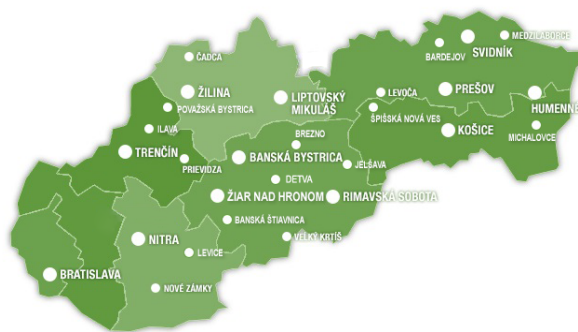 ČADCA
ŽILINA
POVAŽSKÁ BYSTRICA
LIPTOVSKÝ
MIKULÁŠ
ILAVA
TRENČÍN
PRIEVIDZA
BARDEJOV
SVIDNÍK
MEDZILABORCE
LEVOČA
PREŠOV
HUMENNÉ
SPIŠSKÁ NOVÁ VES
KOŠICE
MICHALOVCE
BREZNO
BANSKÁ BYSTRICA
JELŠAVA
DETVA
ŽIAR NAD HRONOM
RIMAVSKÁ SOBOTA
BANSKÁ ŠTIAVNICA
VEĽKÝ KRTÍŠ
NITRA
LEVICE
BRATISLAVA
NOVÉ ZÁMKY